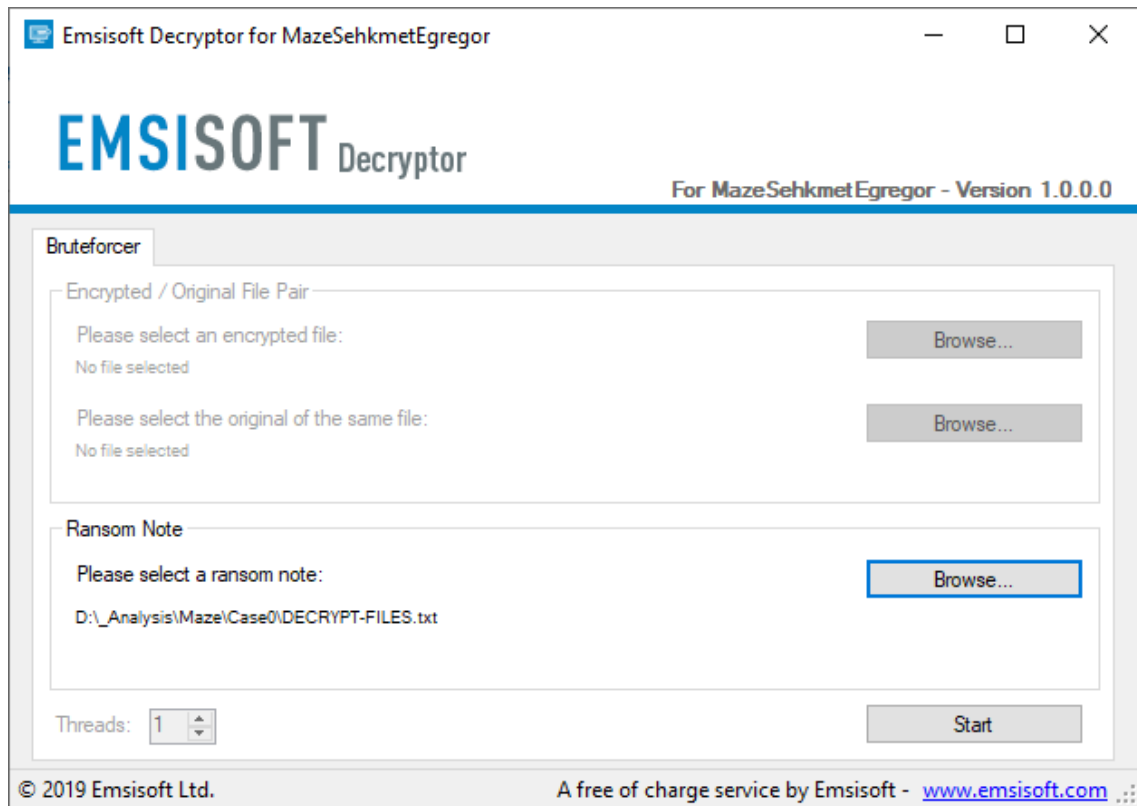 Emsisoft Decryptor for MazeSehkmetEgregor
EMSISOFT Decryptor
For MazeSehkmetEgregor - Version 1.0.0.0
Bruteforcer
Encrypted / Original File Pair
Please select an encrypted file:
Browse...
No file selected
Please select the original of the same file:
Browse...
No file selected
Ransom Note
Please select a ransom note:
Browse...
D:\_Analysis\Maze\Case0\DECRYPT-FILES.txt
Threads: 1
Start
© 2019 Emsisoft Ltd.
A free of charge service by Emsisoft - www.emsisoft.com